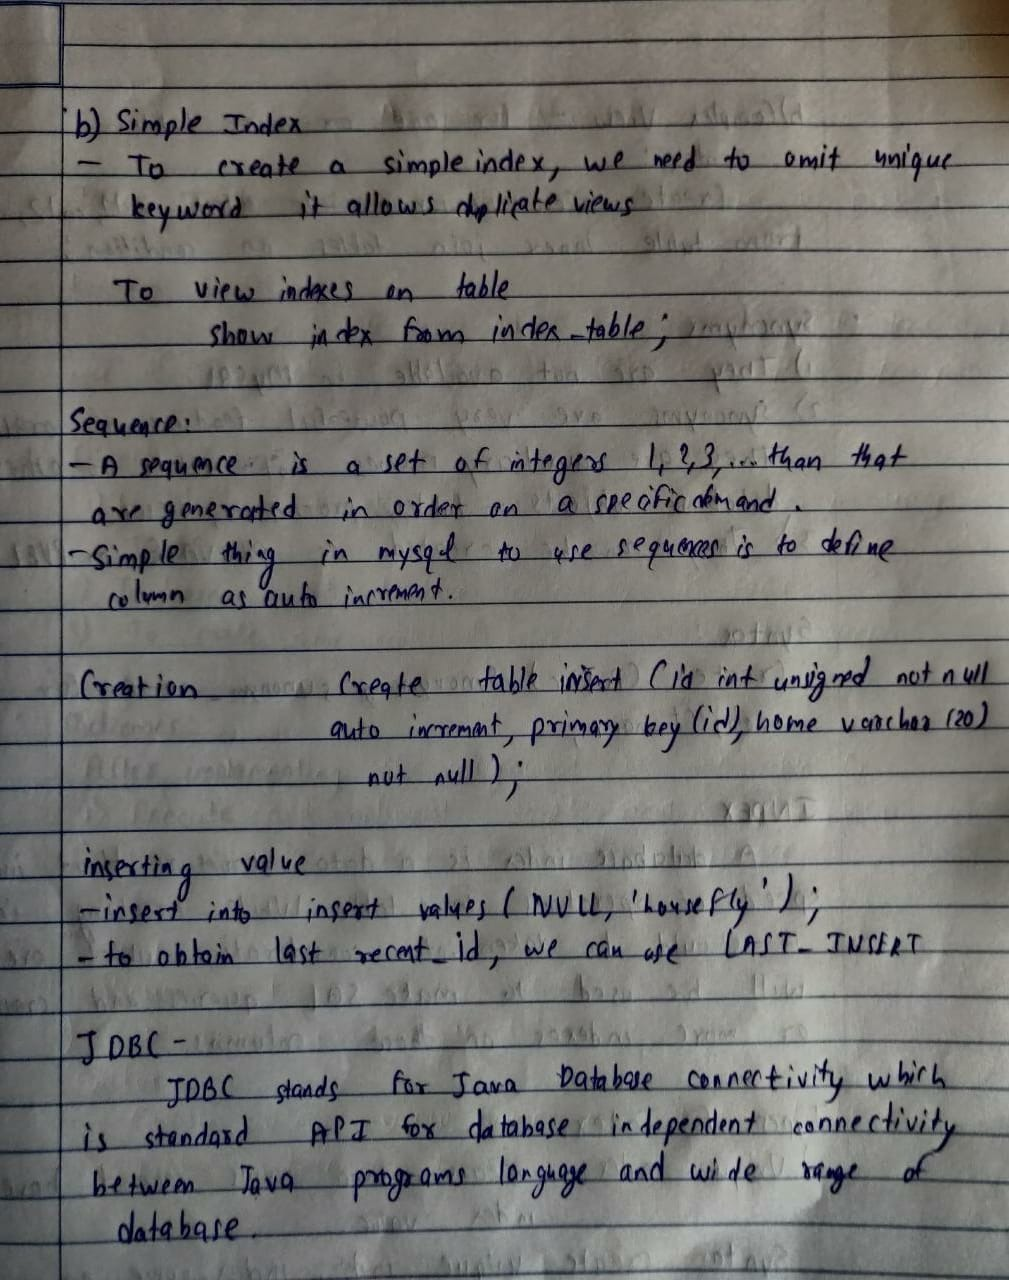 b) Simple Index
- To create a simple index, we need to omit unique
keyword it allows duplicate views
To view indexes on table
show index from index_table;
Sequence:
- A sequence is a set of integers 1, 2, 3, ... than that
are generated in order on a specific demand.
- Simple thing in mysql to use sequences is to define
column as auto increment.
Creation Create table insert (id int unsigned not null
auto increment, primary key (id), home varchar (20)
not null);
inserting value
- insert into insert values (NULL, 'housefly');
- to obtain last recent_id, we can use LAST_INSERT
JDBC -
JDBC stands for Java Database connectivity which
is standard API for database independent connectivity
between Java programs language and wide range of
database.